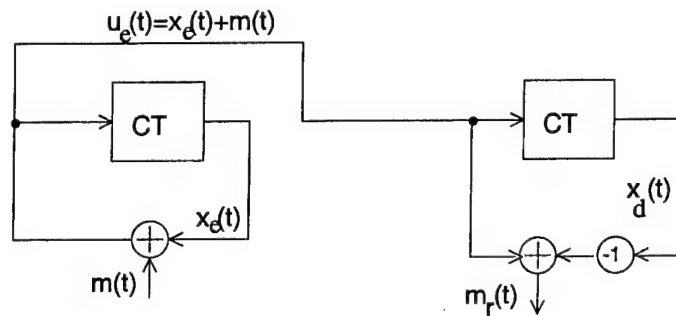 u_e(t)=x_e(t)+m(t)
CT
CT
x_e(t)
x_d(t)
-1
m(t)
m_r(t)